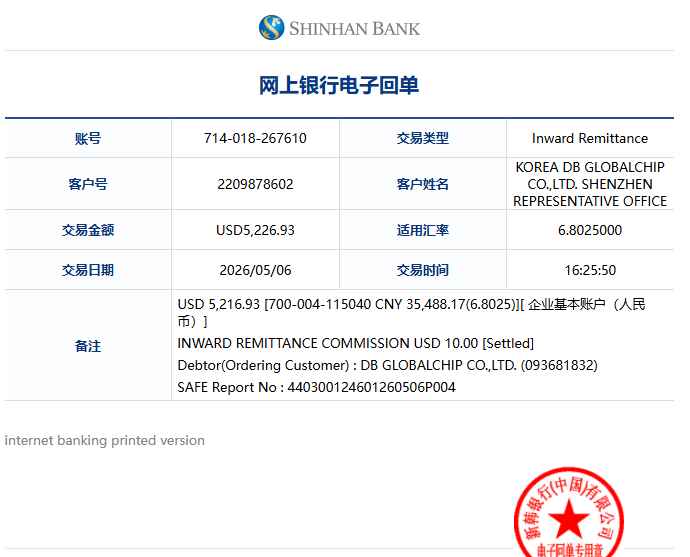 SHINHAN BANK
网上银行电子回单
账号 714-018-267610 交易类型 Inward Remittance
客户号 2209878602 客户姓名 KOREA DB GLOBALCHIP
CO.,LTD. SHENZHEN
REPRESENTATIVE OFFICE
交易金额 USD5,226.93 适用汇率 6.8025000
交易日期 2026/05/06 交易时间 16:25:50
备注
USD 5,216.93 [700-004-115040 CNY 35,488.17(6.8025)][ 企业基本账户（人民
币）]
INWARD REMITTANCE COMMISSION USD 10.00 [Settled]
Debtor(Ordering Customer) : DB GLOBALCHIP CO.,LTD. (093681832)
SAFE Report No : 440300124601260506P004
internet banking printed version
新韩银行(中国)有限公司
电子回单专用章